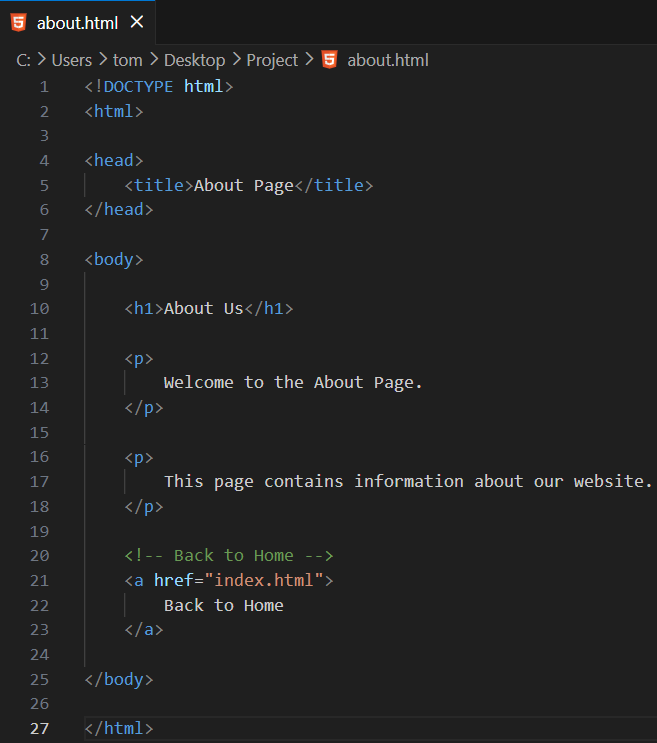 about.html
C: > Users > tom > Desktop > Project > about.html
1 <!DOCTYPE html>
2 <html>
3
4 <head>
5     <title>About Page</title>
6 </head>
7
8 <body>
9
10     <h1>About Us</h1>
11
12     <p>
13         Welcome to the About Page.
14     </p>
15
16     <p>
17         This page contains information about our website.
18     </p>
19
20     <!-- Back to Home -->
21     <a href="index.html">
22         Back to Home
23     </a>
24
25 </body>
26
27 </html>